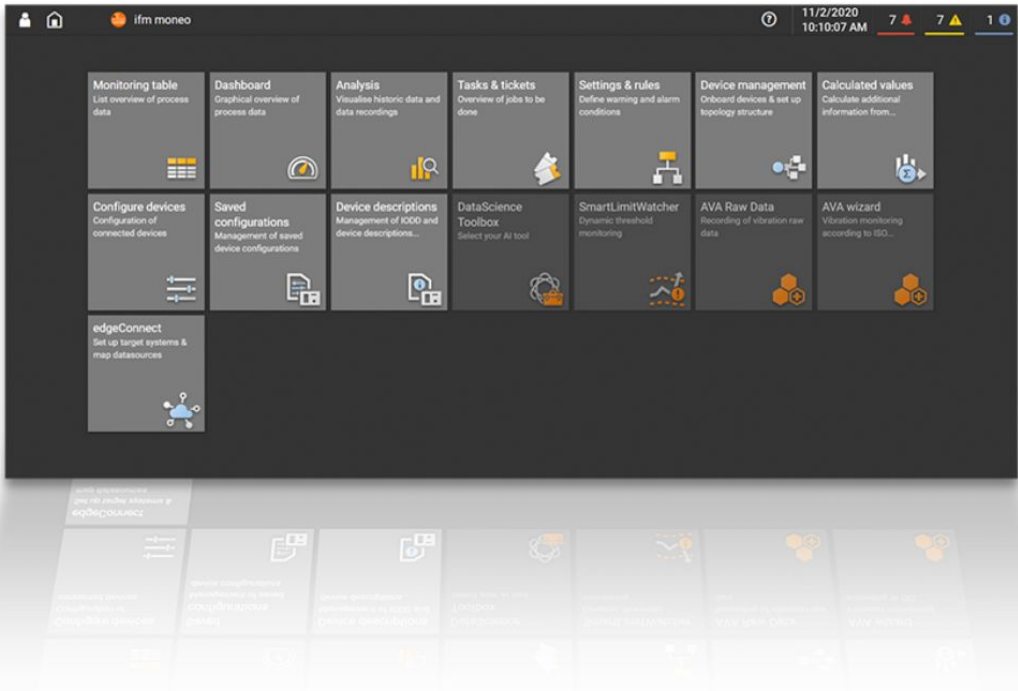 ifm moneo
11/2/2020
10:10:07 AM
7
7
1
Monitoring table
List overview of process
data
Dashboard
Graphical overview of
process data
Analysis
Visualise historic data and
data recordings
Tasks & tickets
Overview of jobs to be
done
Settings & rules
Define warning and alarm
conditions
Device management
Onboard devices & set up
topology structure
Calculated values
Calculate additional
information from...
Configure devices
Configuration of
connected devices
Saved
configurations
Management of saved
device configurations
Device descriptions
Management of IODD and
device descriptions...
DataScience
Toolbox
Select your AI tool
SmartLimitWatcher
Dynamic threshold
monitoring
AVA Raw Data
Recording of vibration raw
data
AVA wizard
Vibration monitoring
according to ISO...
edgeConnect
Set up target systems &
map datasources